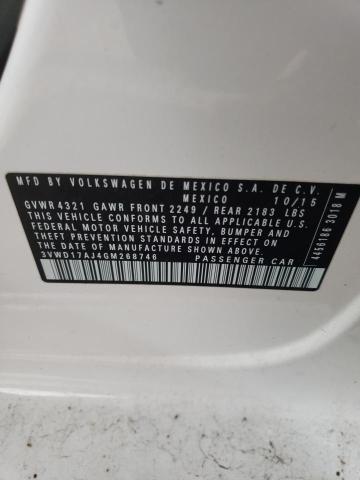 MFD BY VOLKSWAGEN DE MEXICO S.A. DE C.V.
MEXICO 10/15
GVWR 4321 GAWR FRONT 2249 / REAR 2183 LBS
THIS VEHICLE CONFORMS TO ALL APPLICABLE U.S.
FEDERAL MOTOR VEHICLE SAFETY, BUMPER AND
THEFT PREVENTION STANDARDS IN EFFECT ON
THE DATE OF MANUFACTURE SHOWN ABOVE.
3VWD17AJ4GM268746 PASSENGER CAR
4456186 3018 M